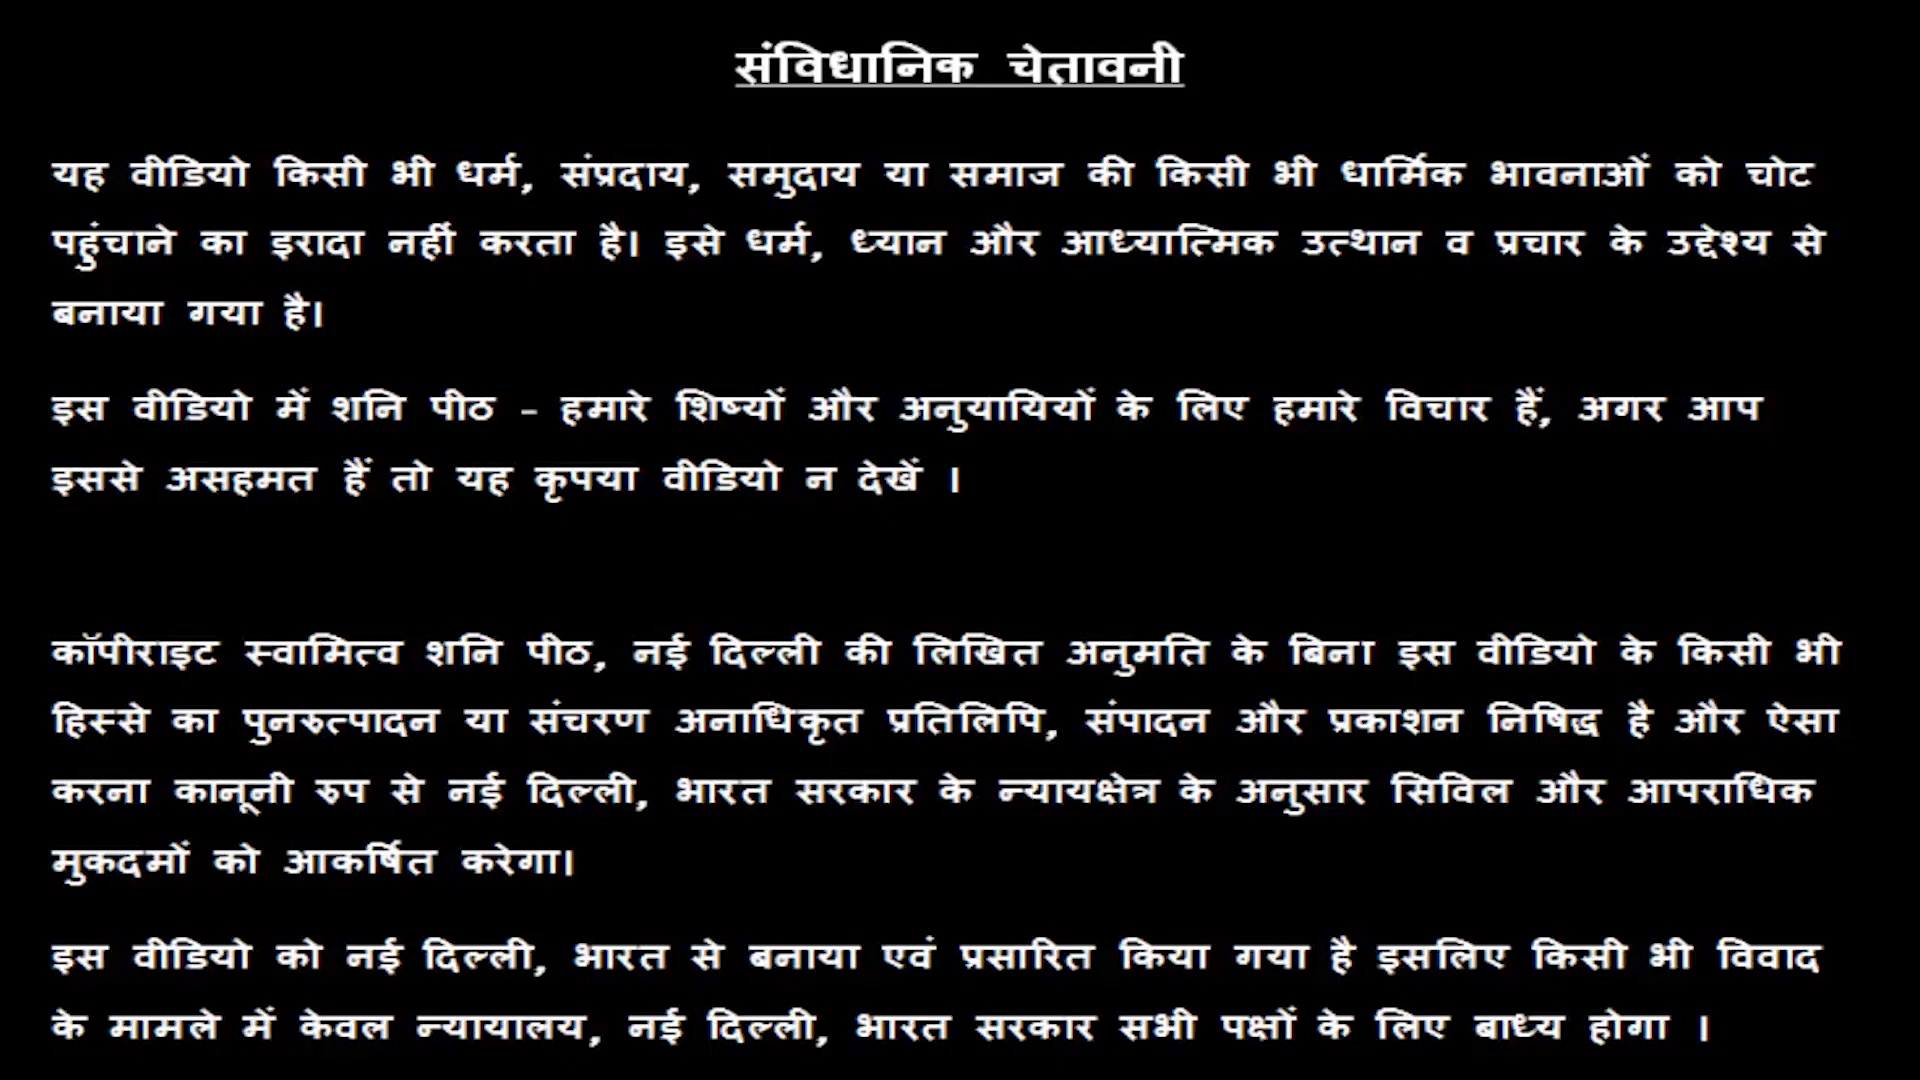 संविधानिक चेतावनी
यह वीडियो किसी भी धर्म, संप्रदाय, समुदाय या समाज की किसी भी धार्मिक भावनाओं को चोट
पहुंचाने का इरादा नहीं करता है। इसे धर्म, ध्यान और आध्यात्मिक उत्थान व प्रचार के उद्देश्य से
बनाया गया है।
इस वीडियो में शनि पीठ - हमारे शिष्यों और अनुयायियों के लिए हमारे विचार हैं, अगर आप
इससे असहमत हैं तो यह कृपया वीडियो न देखें ।
कॉपीराइट स्वामित्व शनि पीठ, नई दिल्ली की लिखित अनुमति के बिना इस वीडियो के किसी भी
हिस्से का पुनरुत्पादन या संचरण अनाधिकृत प्रतिलिपि, संपादन और प्रकाशन निषिद्ध है और ऐसा
करना कानूनी रुप से नई दिल्ली, भारत सरकार के न्यायक्षेत्र के अनुसार सिविल और आपराधिक
मुकदमों को आकर्षित करेगा।
इस वीडियो को नई दिल्ली, भारत से बनाया एवं प्रसारित किया गया है इसलिए किसी भी विवाद
के मामले में केवल न्यायालय, नई दिल्ली, भारत सरकार सभी पक्षों के लिए बाध्य होगा ।